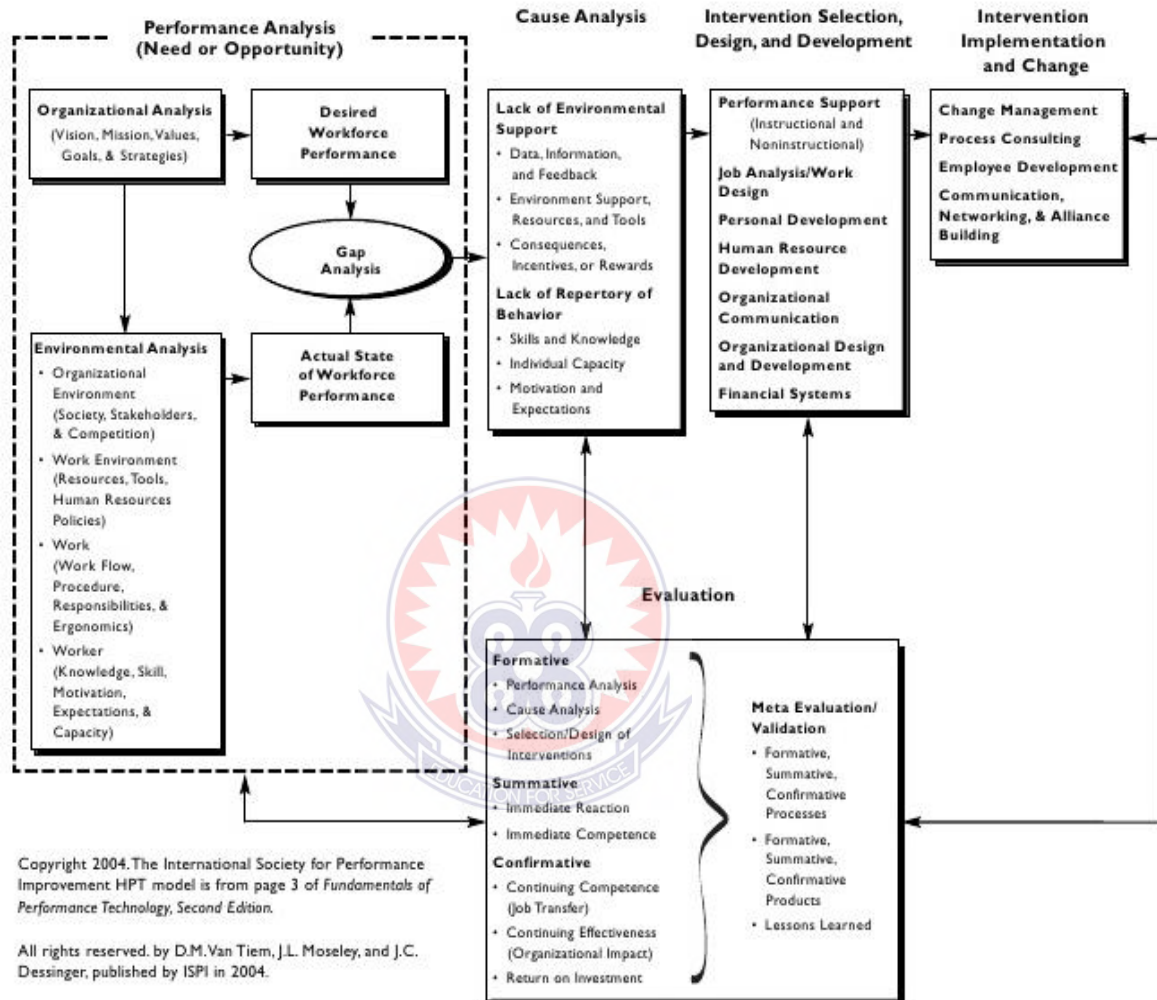 Performance Analysis
(Need or Opportunity)
Organizational Analysis
(Vision, Mission, Values,
Goals, & Strategies)
Desired
Workforce
Performance
Gap
Analysis
Environmental Analysis
• Organizational
Environment
(Society, Stakeholders,
& Competition)
• Work Environment
(Resources, Tools,
Human Resources
Policies)
• Work
(Work Flow,
Procedure,
Responsibilities, &
Ergonomics)
• Worker
(Knowledge, Skill,
Motivation,
Expectations, &
Capacity)
Actual State
of Workforce
Performance
Cause Analysis
Lack of Environmental
Support
• Data, Information,
and Feedback
• Environment Support,
Resources, and Tools
• Consequences,
Incentives, or Rewards
Lack of Repertory of
Behavior
• Skills and Knowledge
• Individual Capacity
• Motivation and
Expectations
Intervention Selection,
Design, and Development
Performance Support
(Instructional and
Noninstructional)
Job Analysis/Work
Design
Personal Development
Human Resource
Development
Organizational
Communication
Organizational Design
and Development
Financial Systems
Intervention
Implementation
and Change
Change Management
Process Consulting
Employee Development
Communication,
Networking, & Alliance
Building
Evaluation
Formative
• Performance Analysis
• Cause Analysis
• Selection/Design of
Interventions
Summative
• Immediate Reaction
• Immediate Competence
Confirmative
• Continuing Competence
(Job Transfer)
• Continuing Effectiveness
(Organizational Impact)
• Return on Investment
Meta Evaluation/
Validation
• Formative,
Summative,
Confirmative
Processes
• Formative,
Summative,
Confirmative
Products
• Lessons Learned
EDUCATION FOR SERVICE
Copyright 2004. The International Society for Performance
Improvement HPT model is from page 3 of Fundamentals of
Performance Technology, Second Edition.
All rights reserved. by D.M. Van Tiem, J.L. Moseley, and J.C.
Dessinger, published by ISPI in 2004.